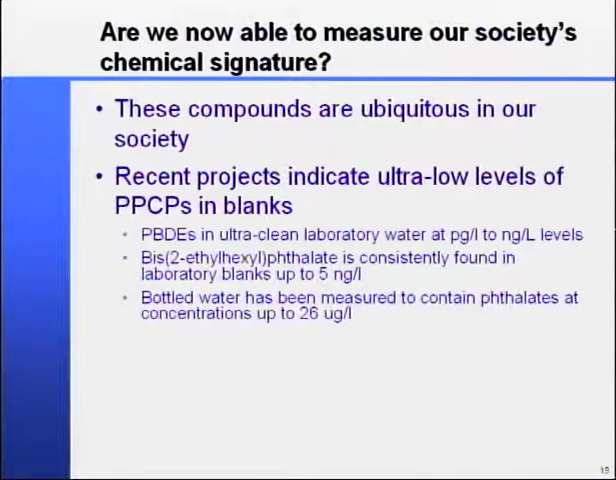 Are we now able to measure our society's
chemical signature?
• These compounds are ubiquitous in our
society
• Recent projects indicate ultra-low levels of
PPCPs in blanks
• PBDEs in ultra-clean laboratory water at pg/l to ng/L levels
• Bis(2-ethylhexyl)phthalate is consistently found in
laboratory blanks up to 5 ng/l
• Bottled water has been measured to contain phthalates at
concentrations up to 26 ug/l
15